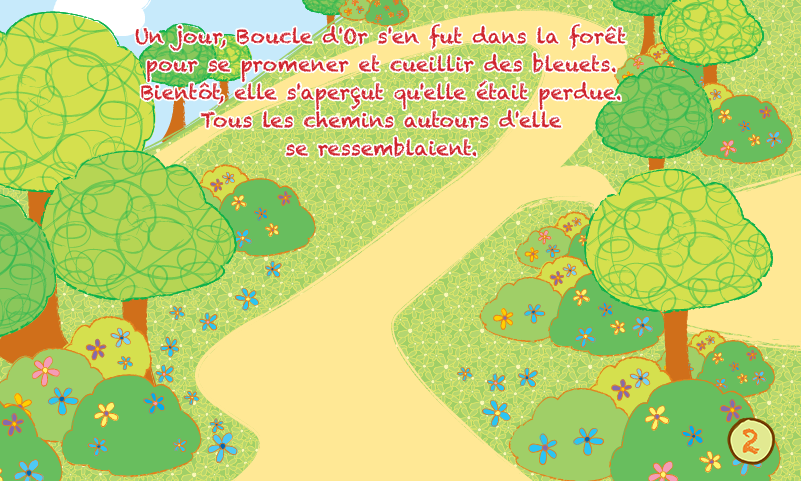 Un jour, Boucle d'Or s'en fut dans la forêt
pour se promener et cueillir des bleuets.
Bientôt, elle s'aperçut qu'elle était perdue.
Tous les chemins autours d'elle
se ressemblaient.
2